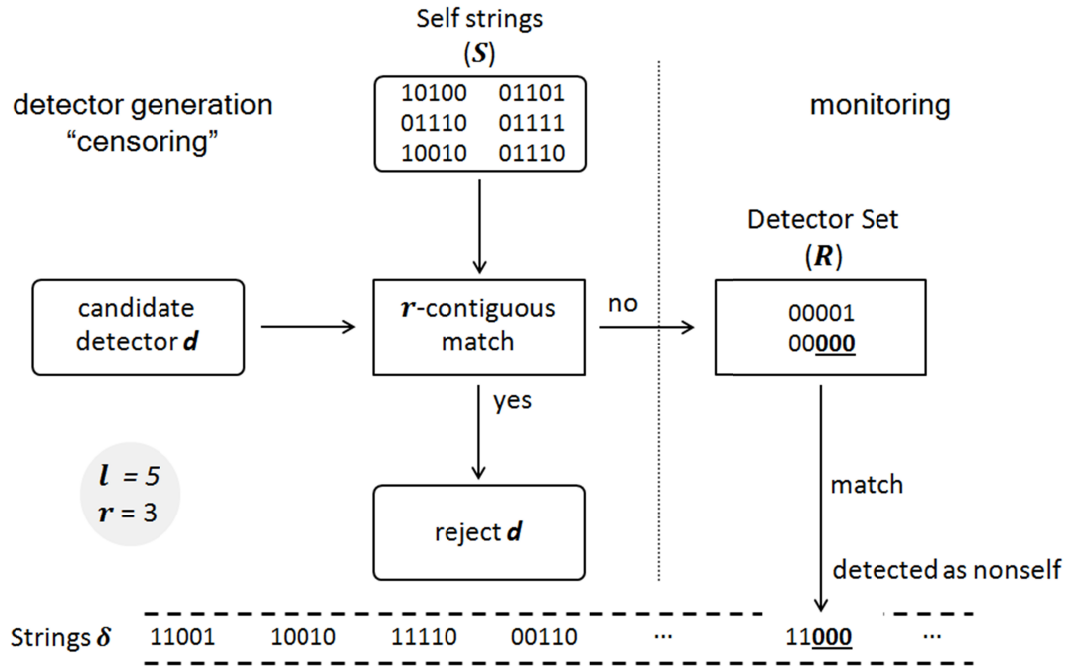 Self strings
(S)
detector generation
“censoring”
10100 01101
01110 01111
10010 01110
monitoring
Detector Set
(R)
candidate
detector d
r-contiguous
match
no
00001
00000
yes
l = 5
r = 3
reject d
match
detected as nonself
Strings δ 11001 10010 11110 00110 ... 11000 ...